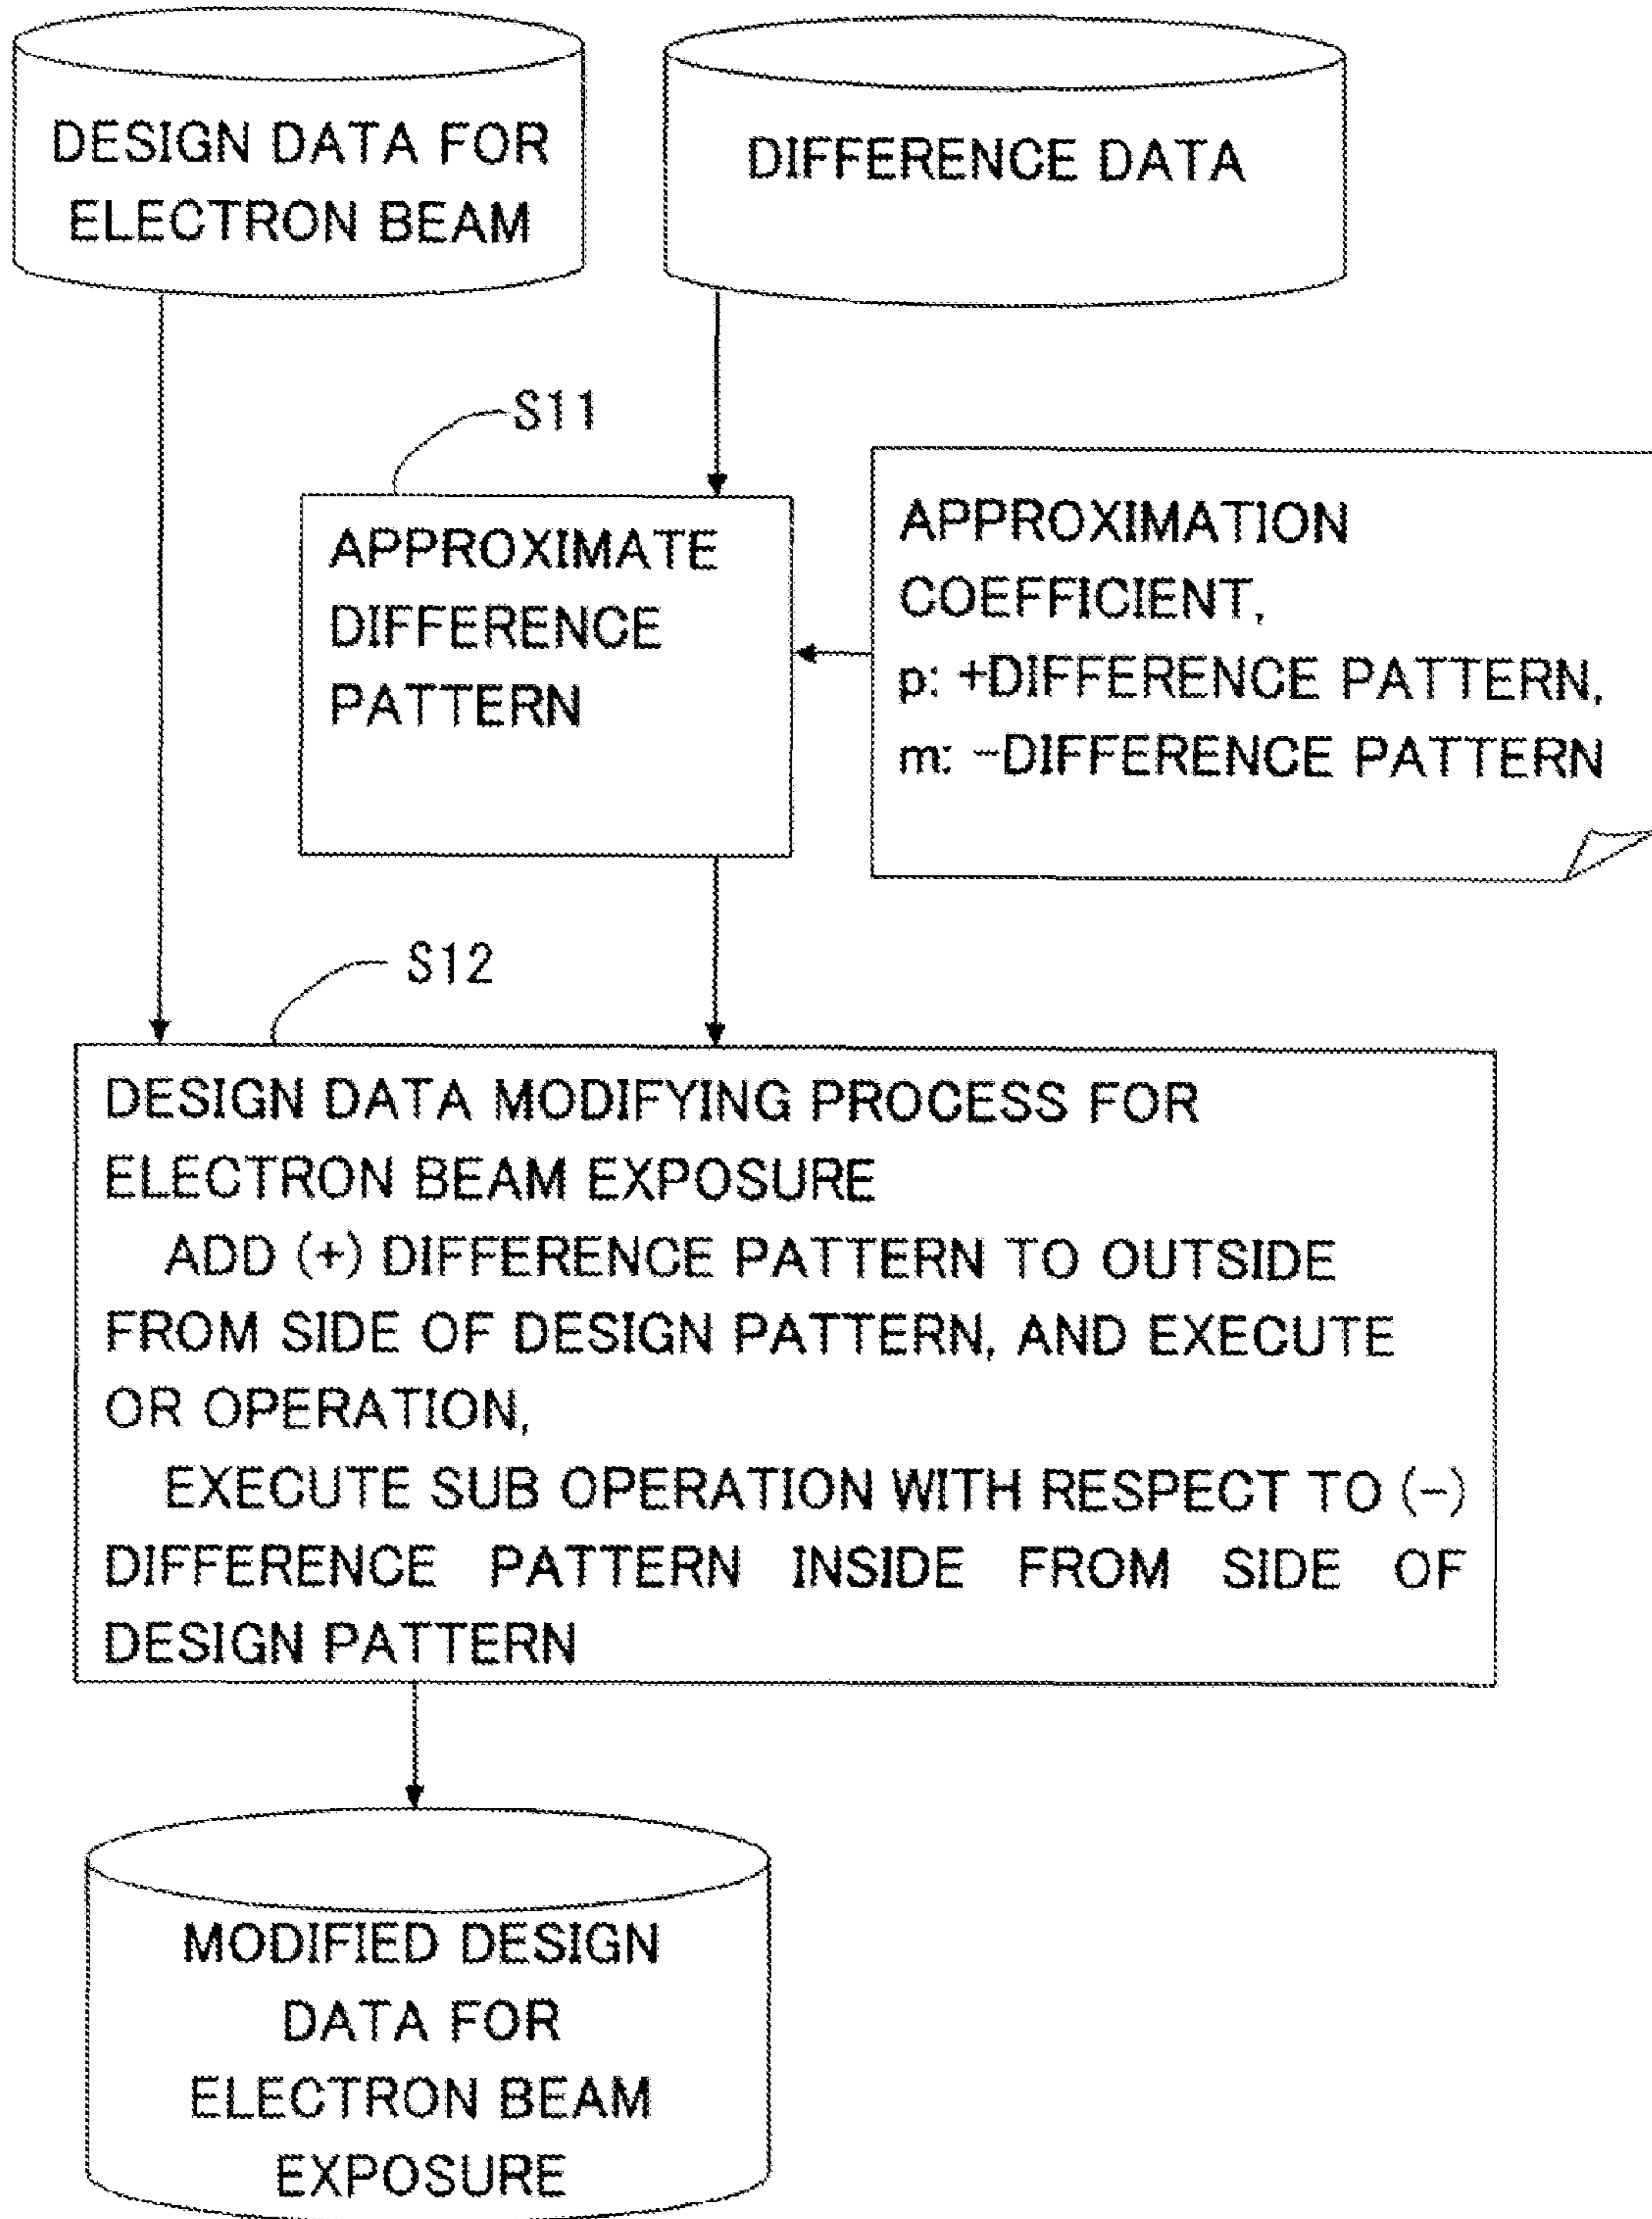 DESIGN DATA FOR
ELECTRON BEAM
DIFFERENCE DATA
S11
APPROXIMATE
DIFFERENCE
PATTERN
APPROXIMATION
COEFFICIENT,
p: +DIFFERENCE PATTERN,
m: -DIFFERENCE PATTERN
S12
DESIGN DATA MODIFYING PROCESS FOR
ELECTRON BEAM EXPOSURE
ADD (+) DIFFERENCE PATTERN TO OUTSIDE
FROM SIDE OF DESIGN PATTERN, AND EXECUTE
OR OPERATION,
EXECUTE SUB OPERATION WITH RESPECT TO (-)
DIFFERENCE PATTERN INSIDE FROM SIDE OF
DESIGN PATTERN
MODIFIED DESIGN
DATA FOR
ELECTRON BEAM
EXPOSURE